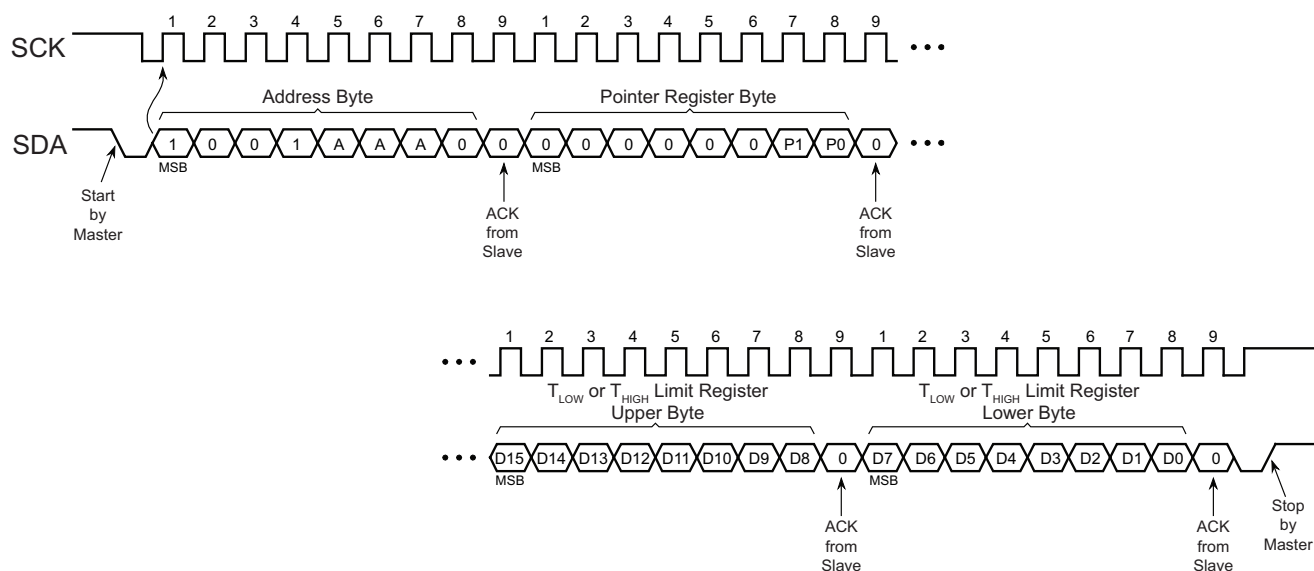 1 2 3 4 5 6 7 8 9 1 2 3 4 5 6 7 8 9
SCK
Address Byte Pointer Register Byte
SDA 1 0 0 1 A A A 0 0 0 0 0 0 0 0 P1 P0 0
MSB MSB
Start
by
Master
ACK
from
Slave
ACK
from
Slave
1 2 3 4 5 6 7 8 9 1 2 3 4 5 6 7 8 9
TLOW or THIGH Limit Register TLOW or THIGH Limit Register
Upper Byte Lower Byte
D15 D14 D13 D12 D11 D10 D9 D8 0 D7 D6 D5 D4 D3 D2 D1 D0 0
MSB MSB
ACK
from
Slave
ACK
from
Slave
Stop
by
Master